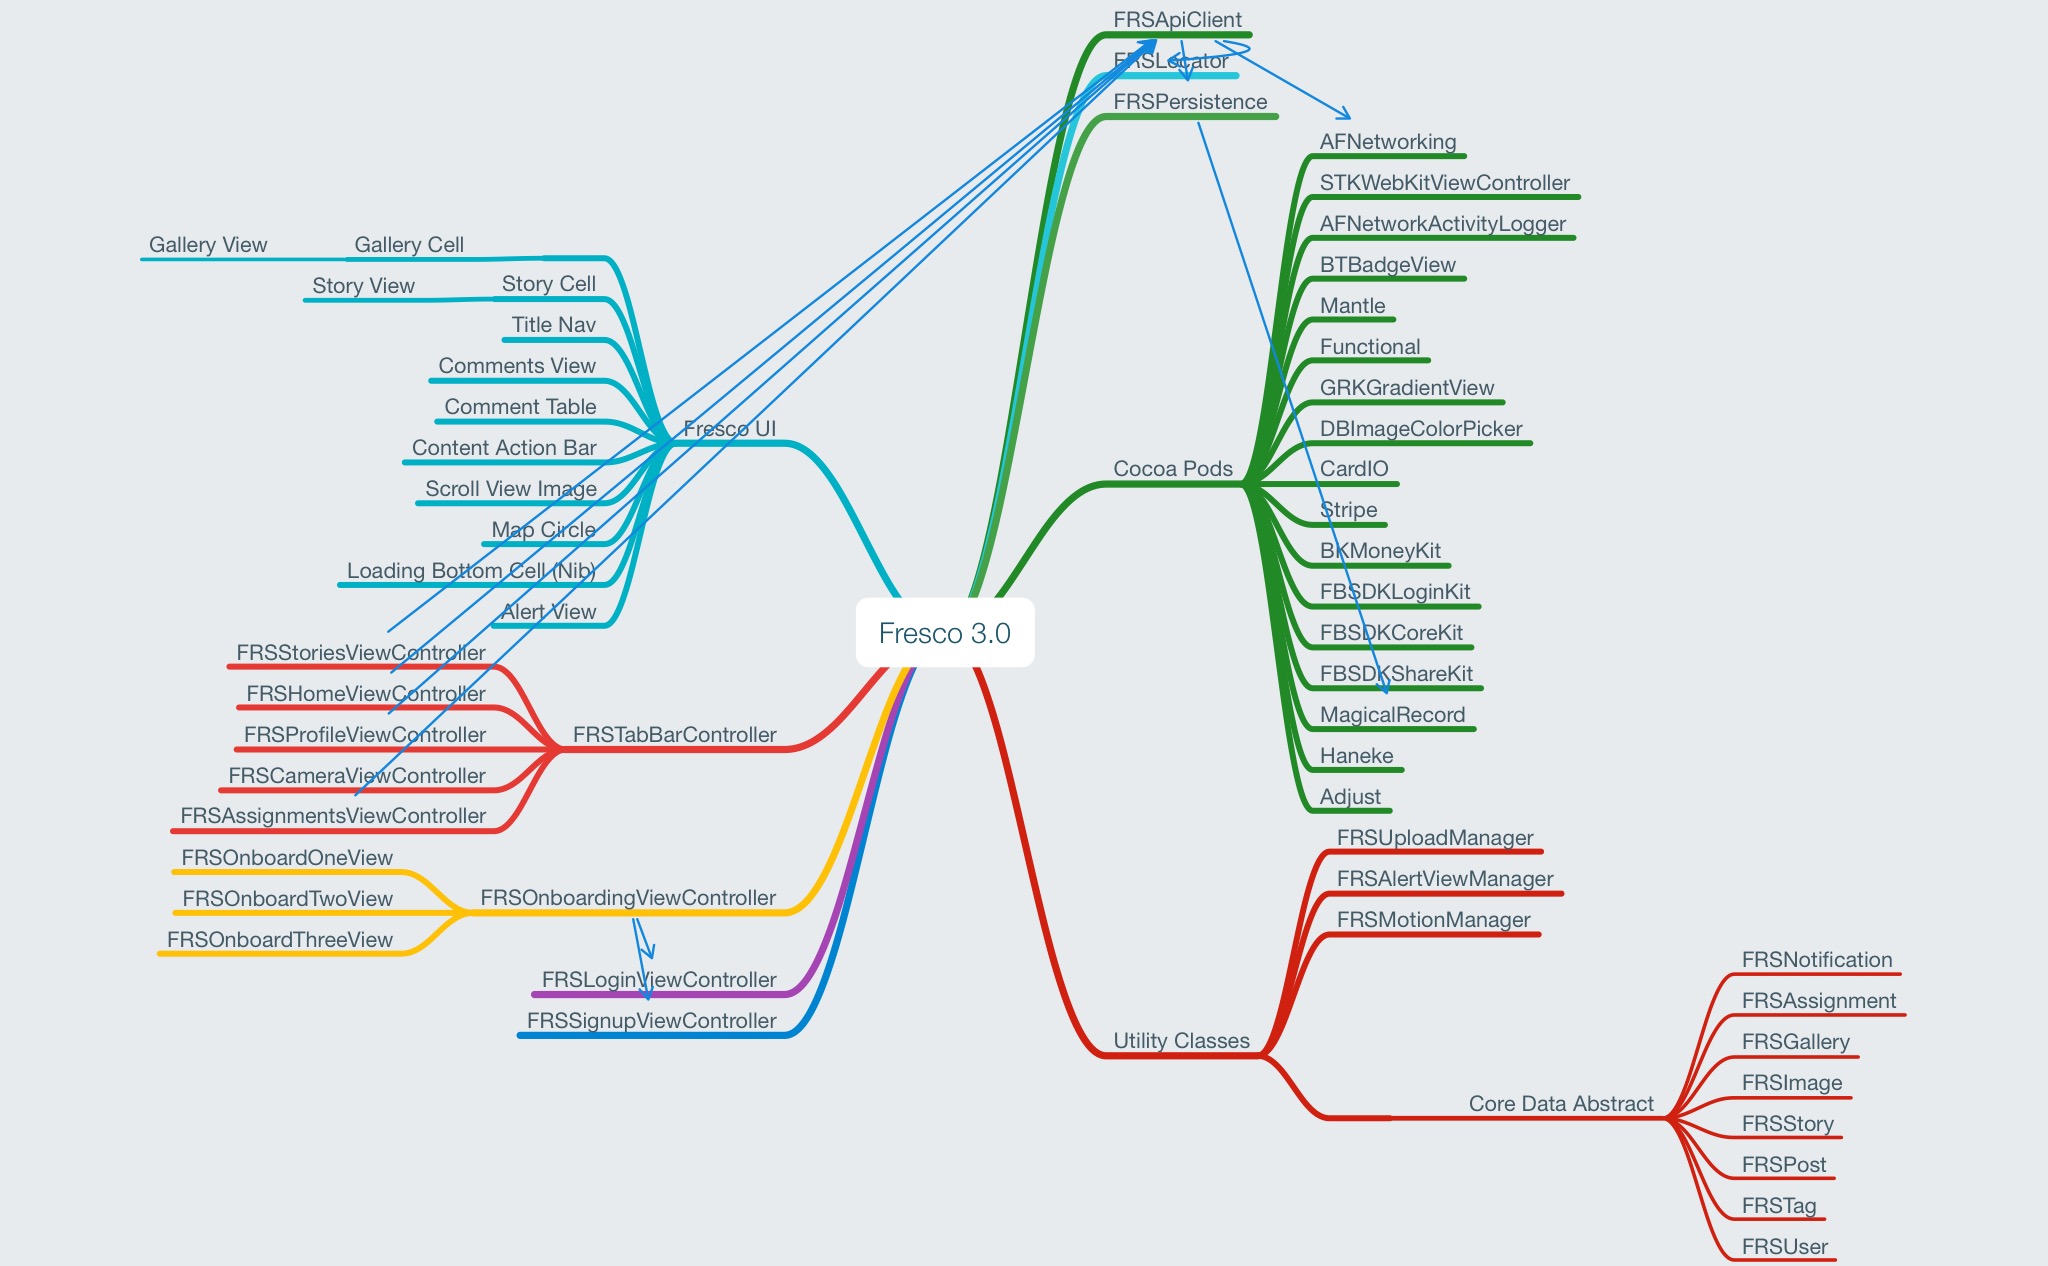 FRSApiClient
FRSLocator
FRSPersistence
Gallery View
Gallery Cell
Story View
Story Cell
Title Nav
Comments View
Comment Table
Content Action Bar
Scroll View Image
Map Circle
Loading Bottom Cell (Nib)
Alert View
Fresco UI
FRSStoriesViewController
FRSHomeViewController
FRSProfileViewController
FRSCameraViewController
FRSAssignmentsViewController
FRSTabBarController
FRSOnboardOneView
FRSOnboardTwoView
FRSOnboardThreeView
FRSOnboardingViewController
FRSLoginViewController
FRSSignupViewController
Fresco 3.0
Cocoa Pods
AFNetworking
STKWebKitViewController
AFNetworkActivityLogger
BTBadgeView
Mantle
Functional
GRKGradientView
DBImageColorPicker
CardIO
Stripe
BKMoneyKit
FBSDKLoginKit
FBSDKCoreKit
FBSDKShareKit
MagicalRecord
Haneke
Adjust
Utility Classes
FRSUploadManager
FRSAlertViewManager
FRSMotionManager
Core Data Abstract
FRSNotification
FRSAssignment
FRSGallery
FRSImage
FRSStory
FRSPost
FRSTag
FRSUser